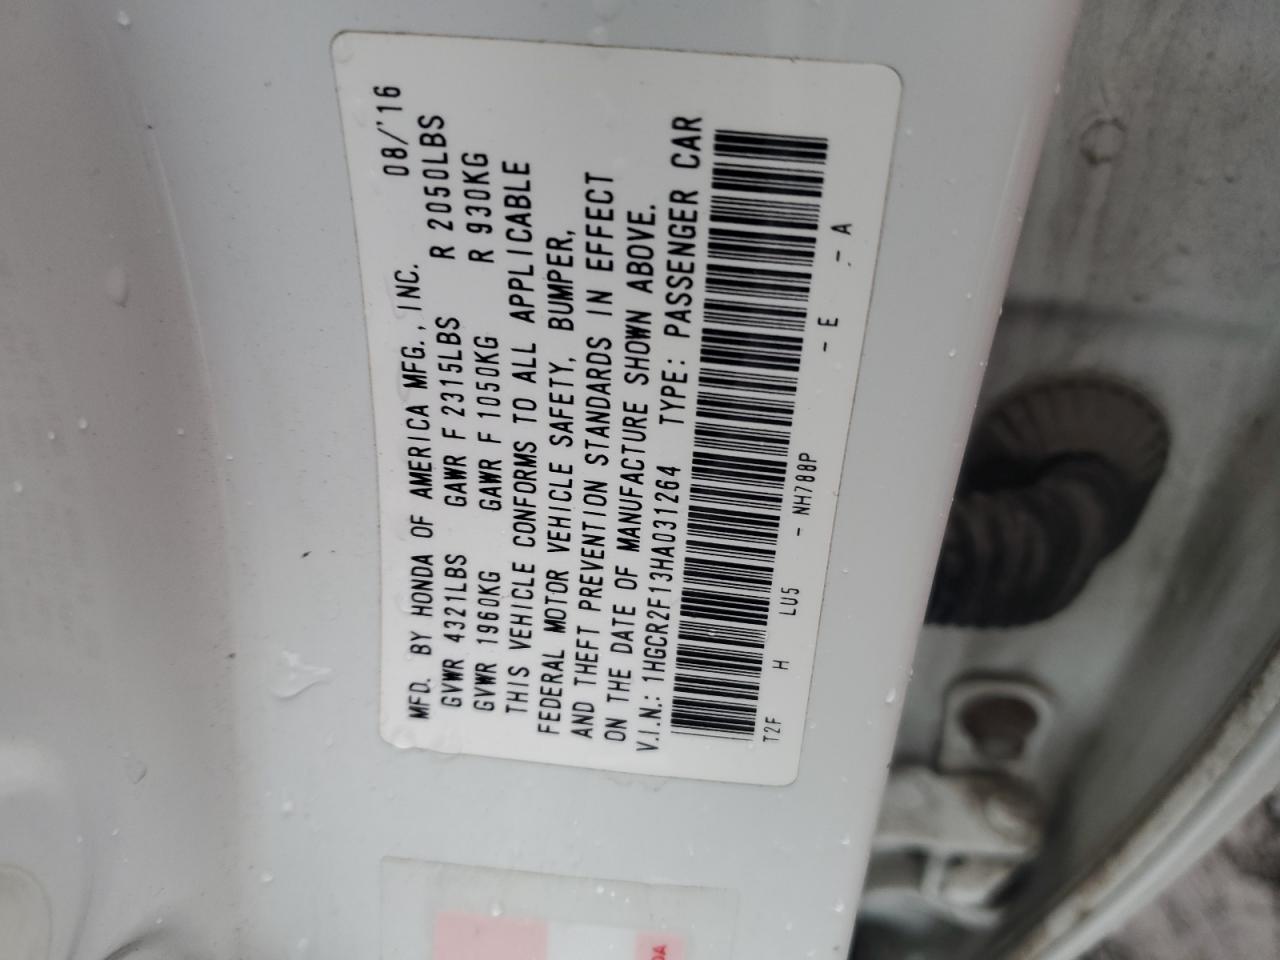 MFD. BY HONDA OF AMERICA MFG., INC. 08/'16
GVWR 4321LBS GAWR F 2315LBS R 2050LBS
GVWR 1960KG GAWR F 1050KG R 930KG
THIS VEHICLE CONFORMS TO ALL APPLICABLE
FEDERAL MOTOR VEHICLE SAFETY, BUMPER,
AND THEFT PREVENTION STANDARDS IN EFFECT
ON THE DATE OF MANUFACTURE SHOWN ABOVE.
V.I.N.: 1HGCR2F13HA031264 TYPE: PASSENGER CAR
T2F H LU5 - NH788P - E - A